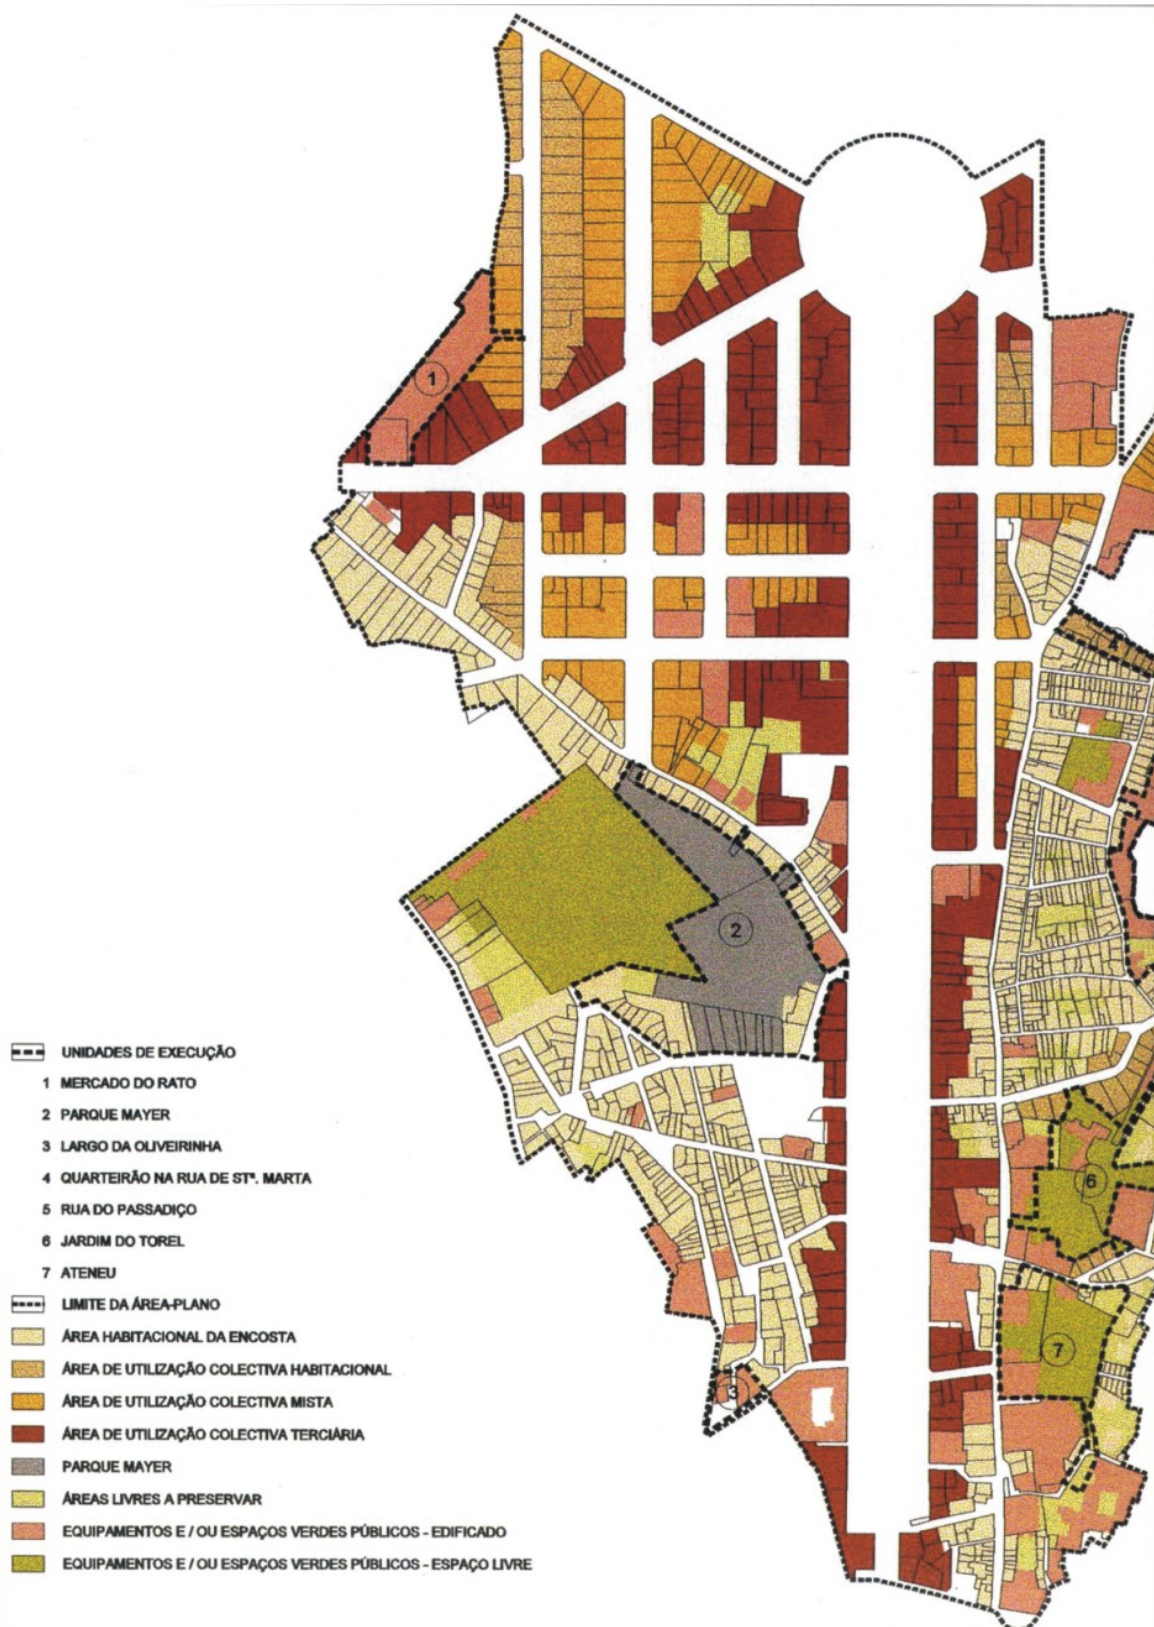 1
4
2
6
7
3
UNIDADES DE EXECUÇÃO
1 MERCADO DO RATO
2 PARQUE MAYER
3 LARGO DA OLIVEIRINHA
4 QUARTEIRÃO NA RUA DE STª. MARTA
5 RUA DO PASSADIÇO
6 JARDIM DO TOREL
7 ATENEU
LIMITE DA ÁREA-PLANO
ÁREA HABITACIONAL DA ENCOSTA
ÁREA DE UTILIZAÇÃO COLECTIVA HABITACIONAL
ÁREA DE UTILIZAÇÃO COLECTIVA MISTA
ÁREA DE UTILIZAÇÃO COLECTIVA TERCIÁRIA
PARQUE MAYER
ÁREAS LIVRES A PRESERVAR
EQUIPAMENTOS E / OU ESPAÇOS VERDES PÚBLICOS - EDIFICADO
EQUIPAMENTOS E / OU ESPAÇOS VERDES PÚBLICOS - ESPAÇO LIVRE